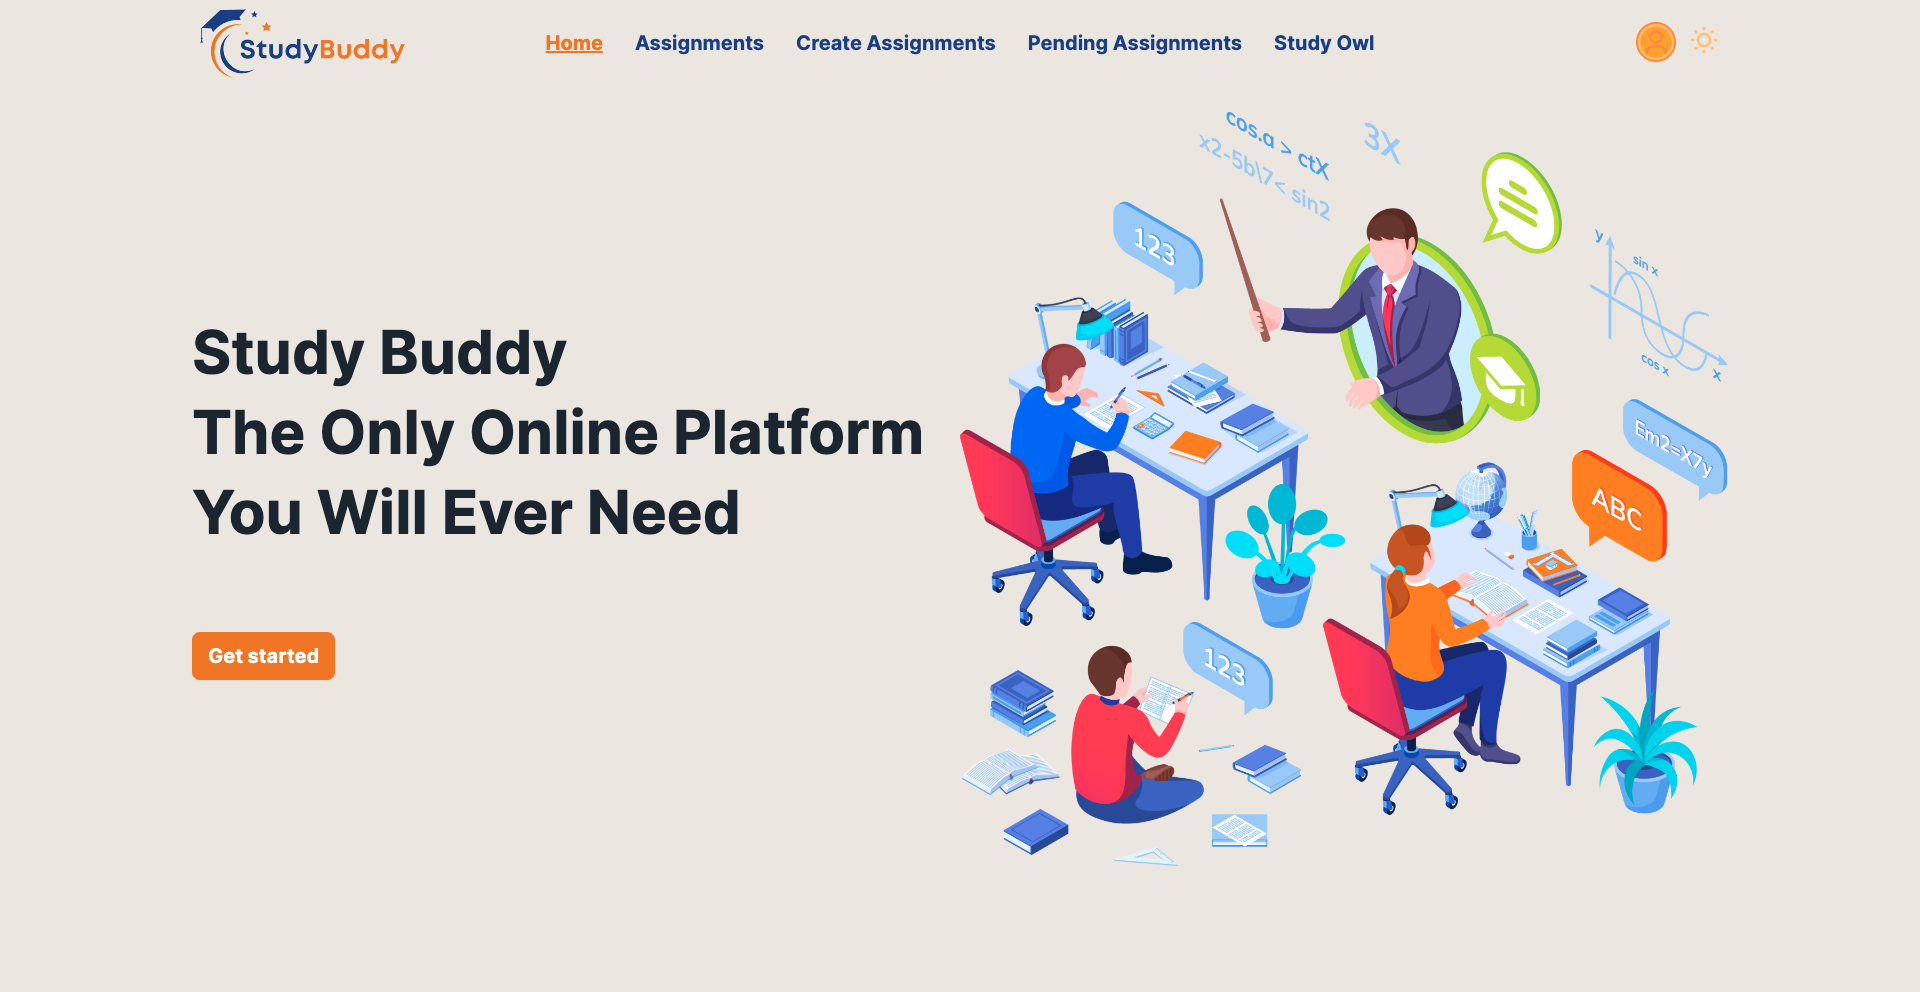 StudyBuddy
Home Assignments Create Assignments Pending Assignments Study Owl
cos.a > ctX
x2-5b\7< sin2
3X
123
y
sin x
cos x
x
Study Buddy
The Only Online Platform
You Will Ever Need
Em2=X7y
ABC
Get started
123